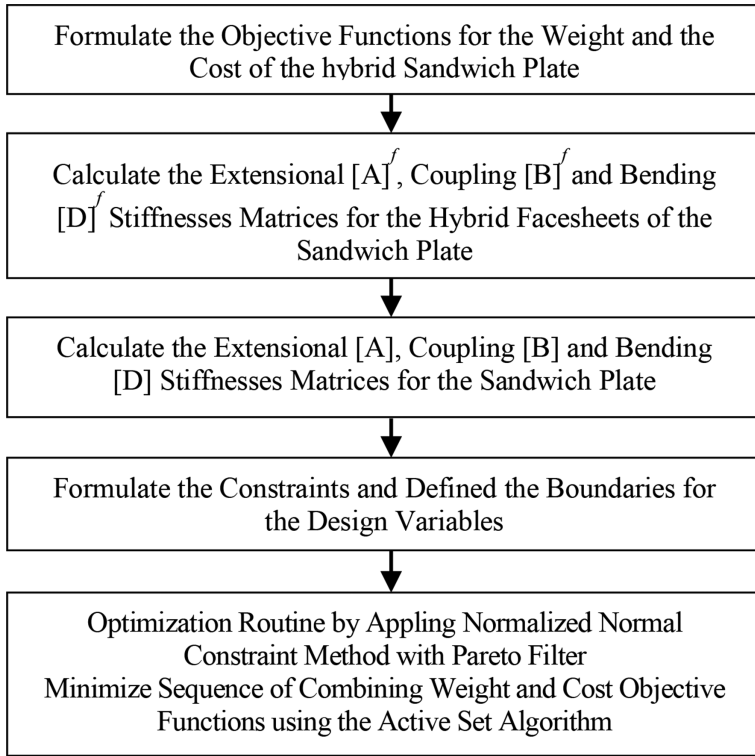 Formulate the Objective Functions for the Weight and the
Cost of the hybrid Sandwich Plate
Calculate the Extensional [A]^f, Coupling [B]^f and Bending
[D]^f Stiffnesses Matrices for the Hybrid Facesheets of the
Sandwich Plate
Calculate the Extensional [A], Coupling [B] and Bending
[D] Stiffnesses Matrices for the Sandwich Plate
Formulate the Constraints and Defined the Boundaries for
the Design Variables
Optimization Routine by Appling Normalized Normal
Constraint Method with Pareto Filter
Minimize Sequence of Combining Weight and Cost Objective
Functions using the Active Set Algorithm